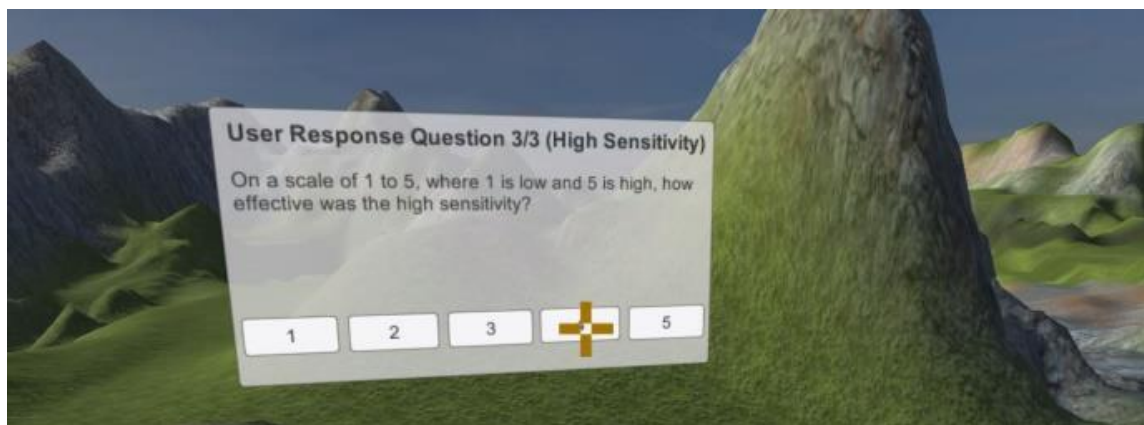 User Response Question 3/3 (High Sensitivity)
On a scale of 1 to 5, where 1 is low and 5 is high, how
effective was the high sensitivity?
1 2 3 5